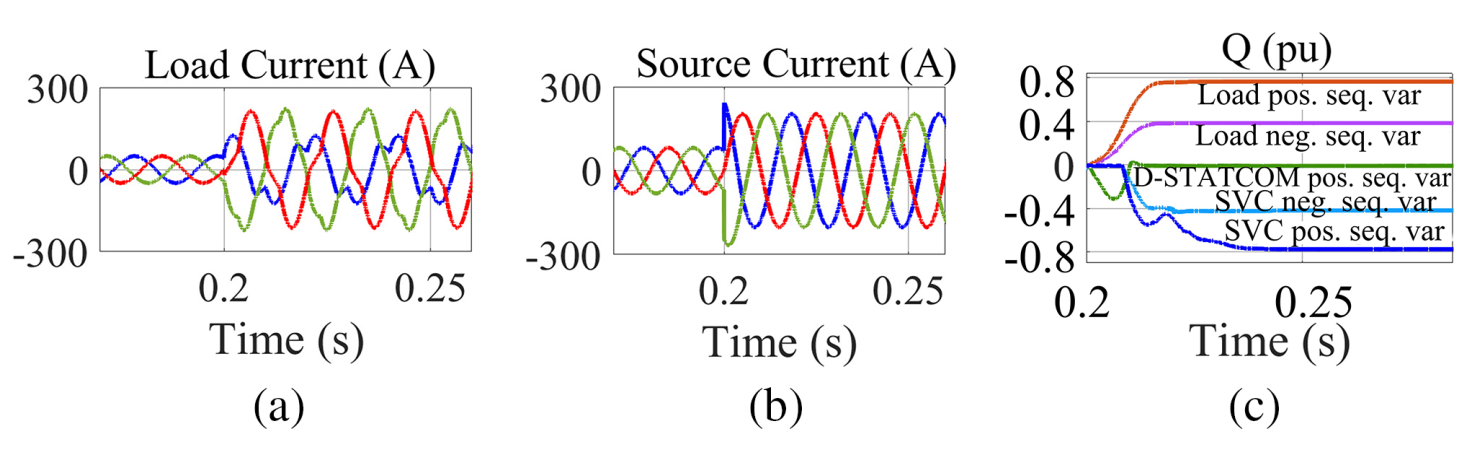 Load Current (A)
300
0
-300
0.2
0.25
Time (s)
(a)
Source Current (A)
300
0
-300
0.2
0.25
Time (s)
(b)
Q (pu)
0.8
0.4
0
-0.4
-0.8
Load pos. seq. var
Load neg. seq. var
D-STATCOM pos. seq. var
SVC neg. seq. var
SVC pos. seq. var
0.2
0.25
Time (s)
(c)